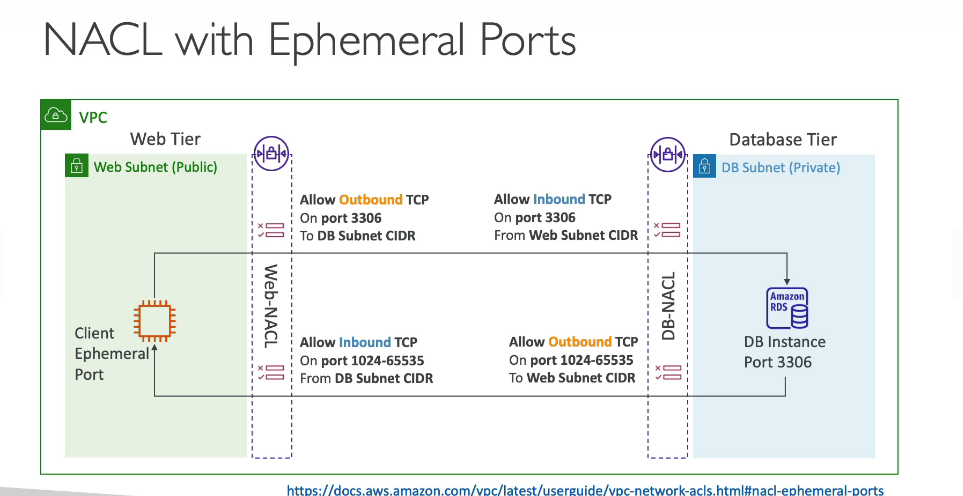 NACL with Ephemeral Ports
VPC
Web Tier
Database Tier
Web Subnet (Public)
DB Subnet (Private)
Allow Outbound TCP
On port 3306
To DB Subnet CIDR
Allow Inbound TCP
On port 3306
From Web Subnet CIDR
Web-NACL
DB-NACL
Amazon
RDS
Client
Ephemeral
Port
DB Instance
Port 3306
Allow Inbound TCP
On port 1024-65535
From DB Subnet CIDR
Allow Outbound TCP
On port 1024-65535
To Web Subnet CIDR
https://docs.aws.amazon.com/vpc/latest/userguide/vpc-network-acls.html#nacl-ephemeral-ports